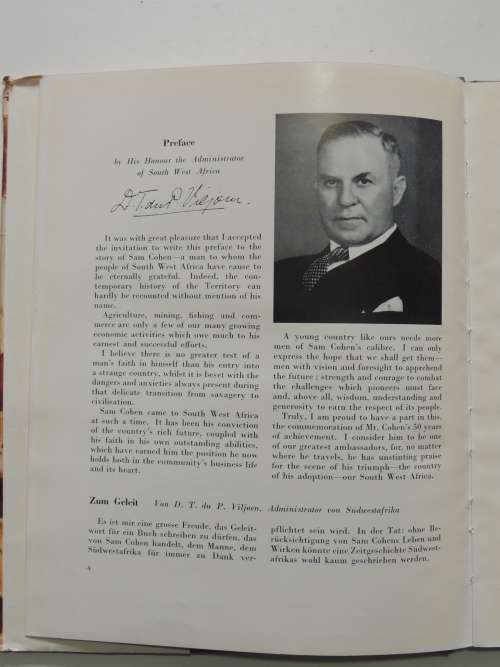 Preface
by His Honour the Administrator
of South West Africa
D. T. du P. Viljoen.
It was with great pleasure that I accepted
the invitation to write this preface to the
story of Sam Cohen—a man to whom the
people of South West Africa have cause to
be eternally grateful. Indeed, the con-
temporary history of the Territory can
hardly be recounted without mention of his
name.
Agriculture, mining, fishing and com-
merce are only a few of our many growing
economic activities which owe much to his
earnest and successful efforts.
I believe there is no greater test of a
man's faith in himself than his entry into
a strange country, whilst it is beset with the
dangers and anxieties always present during
that delicate transition from savagery to
civilisation.
Sam Cohen came to South West Africa
at such a time. It has been his conviction
of the country's rich future, coupled with
his faith in his own outstanding abilities,
which have earned him the position he now
holds both in the community's business life
and its heart.
A young country like ours needs more
men of Sam Cohen's calibre. I can only
express the hope that we shall get them—
men with vision and foresight to apprehend
the future; strength and courage to combat
the challenges which pioneers must face
and, above all, wisdom, understanding and
generosity to earn the respect of its people.
Truly, I am proud to have a part in this,
the commemoration of Mr. Cohen's 50 years
of achievement. I consider him to be one
of our greatest ambassadors, for, no matter
where he travels, he has unstinting praise
for the scene of his triumph—the country
of his adoption—our South West Africa.
Zum Geleit Von D. T. du P. Viljoen, Administrator von Südwestafrika
Es ist mir eine grosse Freude, das Geleit-
wort für ein Buch schreiben zu dürfen, das
von Sam Cohen handelt, dem Manne, dem
Südwestafrika für immer zu Dank ver-
pflichtet sein wird. In der Tat: ohne Be-
rücksichtigung von Sam Cohens Leben und
Wirken könnte eine Zeitgeschichte Südwest-
afrikas wohl kaum geschrieben werden.
4